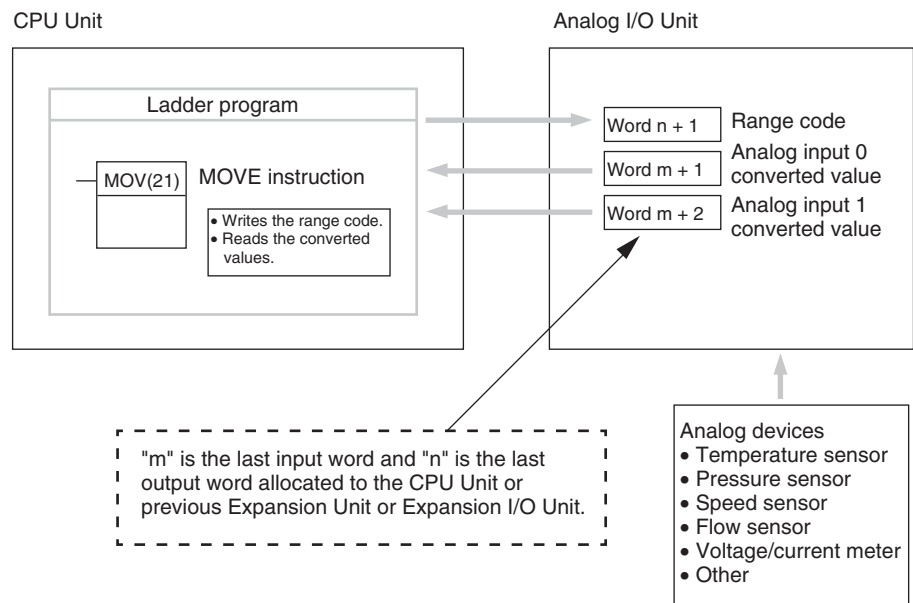 CPU Unit
Analog I/O Unit
Ladder program
MOV(21)
MOVE instruction
• Writes the range code.
• Reads the converted
values.
Word n + 1
Range code
Word m + 1
Analog input 0
converted value
Word m + 2
Analog input 1
converted value
"m" is the last input word and "n" is the last
output word allocated to the CPU Unit or
previous Expansion Unit or Expansion I/O Unit.
Analog devices
• Temperature sensor
• Pressure sensor
• Speed sensor
• Flow sensor
• Voltage/current meter
• Other